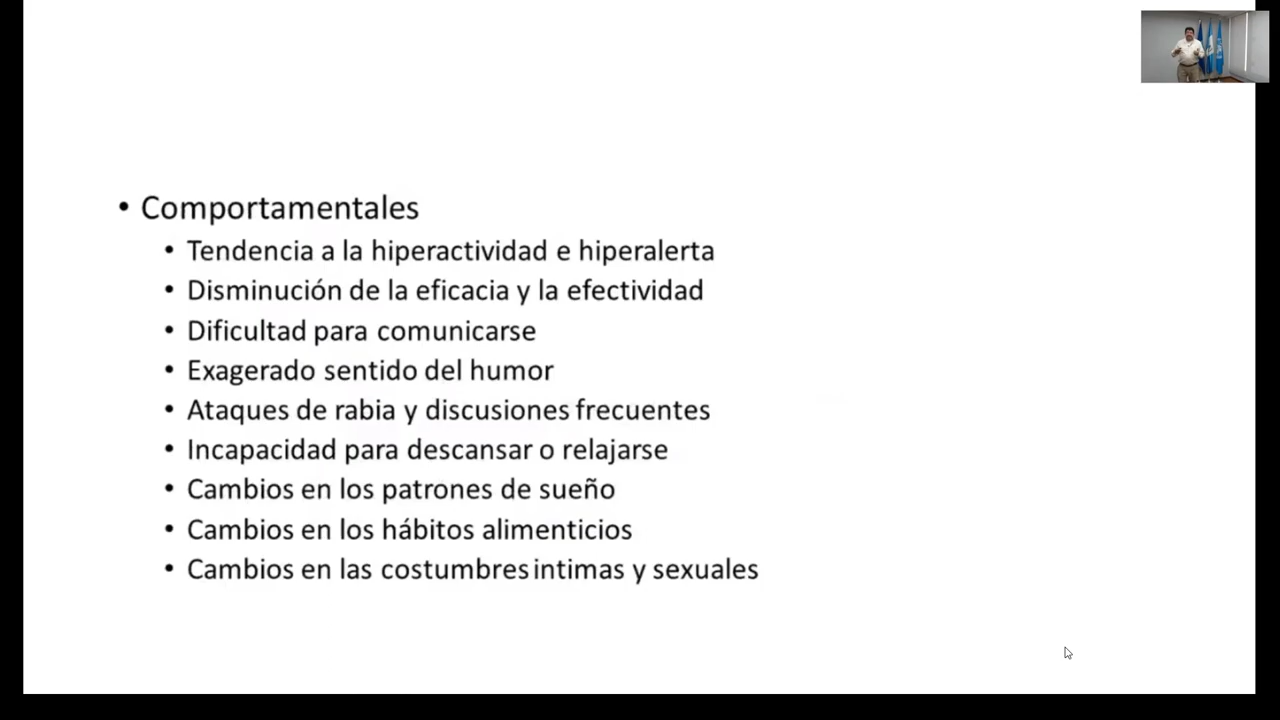 • Comportamentales
• Tendencia a la hiperactividad e hiperalerta
• Disminución de la eficacia y la efectividad
• Dificultad para comunicarse
• Exagerado sentido del humor
• Ataques de rabia y discusiones frecuentes
• Incapacidad para descansar o relajarse
• Cambios en los patrones de sueño
• Cambios en los hábitos alimenticios
• Cambios en las costumbres intimas y sexuales